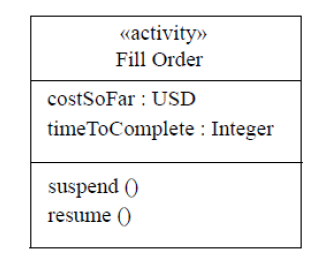 «activity»
Fill Order
costSoFar : USD
timeToComplete : Integer
suspend ()
resume ()